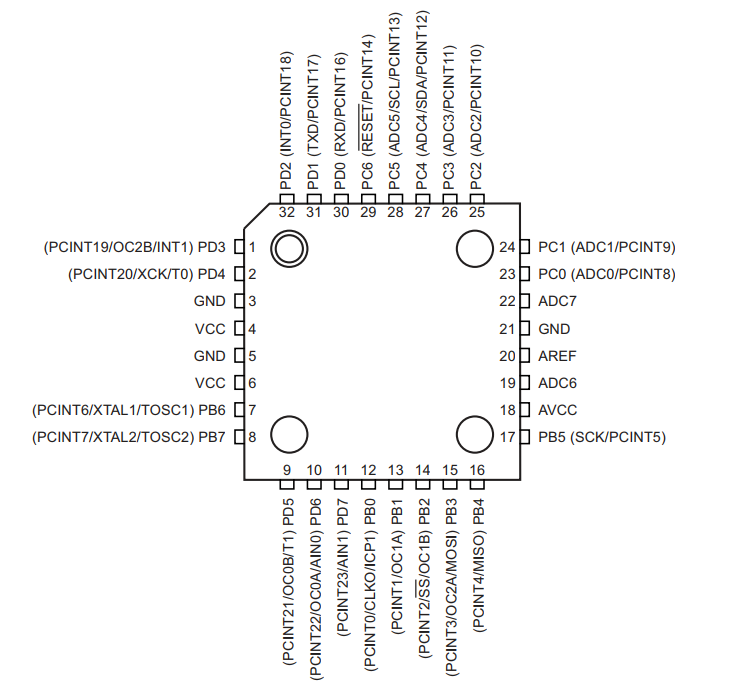 PD2 (INT0/PCINT18)
PD1 (TXD/PCINT17)
PD0 (RXD/PCINT16)
PC6 (RESET/PCINT14)
PC5 (ADC5/SCL/PCINT13)
PC4 (ADC4/SDA/PCINT12)
PC3 (ADC3/PCINT11)
PC2 (ADC2/PCINT10)
32 31 30 29 28 27 26 25
(PCINT19/OC2B/INT1) PD3 1
(PCINT20/XCK/T0) PD4 2
GND 3
VCC 4
GND 5
VCC 6
(PCINT6/XTAL1/TOSC1) PB6 7
(PCINT7/XTAL2/TOSC2) PB7 8
24 PC1 (ADC1/PCINT9)
23 PC0 (ADC0/PCINT8)
22 ADC7
21 GND
20 AREF
19 ADC6
18 AVCC
17 PB5 (SCK/PCINT5)
9 10 11 12 13 14 15 16
(PCINT21/OC0B/T1) PD5
(PCINT22/OC0A/AIN0) PD6
(PCINT23/AIN1) PD7
(PCINT0/CLKO/ICP1) PB0
(PCINT1/OC1A) PB1
(PCINT2/SS/OC1B) PB2
(PCINT3/OC2A/MOSI) PB3
(PCINT4/MISO) PB4